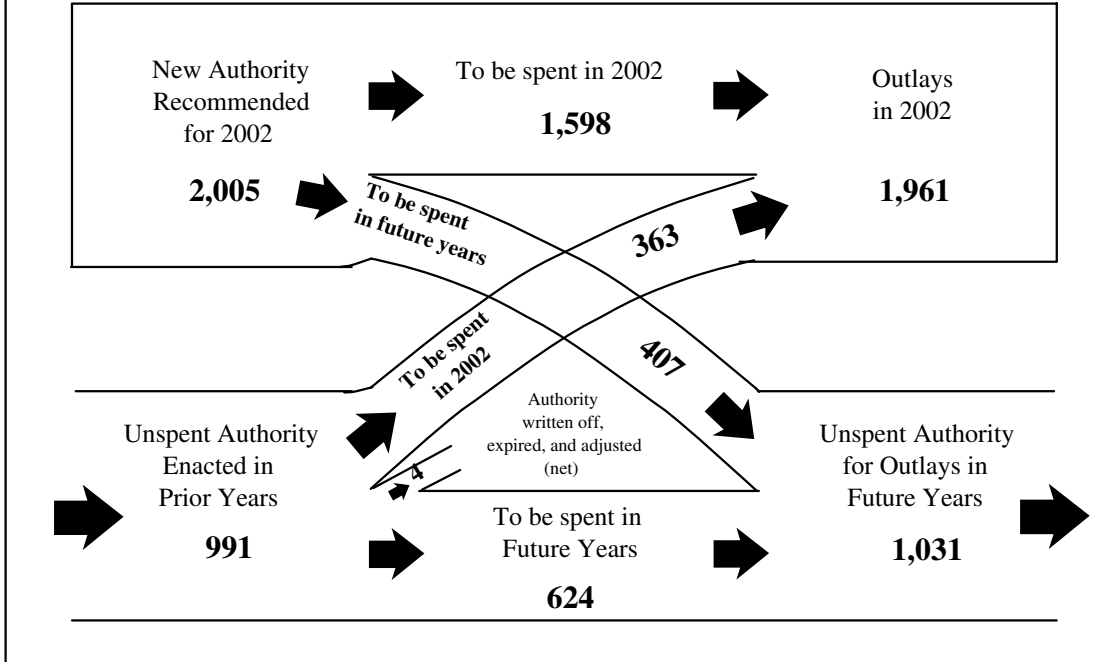 New Authority
Recommended
for 2002
2,005
To be spent in 2002
1,598
Outlays
in 2002
1,961
To be spent
in future years
363
To be spent
in 2002
407
Authority
written off,
expired, and adjusted
(net)
4
Unspent Authority
Enacted in
Prior Years
991
To be spent in
Future Years
624
Unspent Authority
for Outlays in
Future Years
1,031